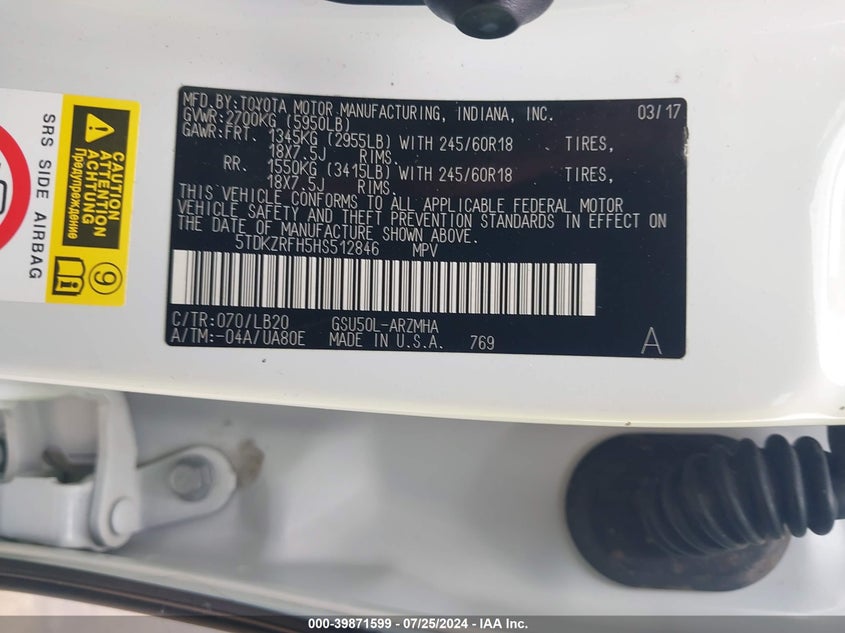 MFD.BY:TOYOTA MOTOR MANUFACTURING, INDIANA, INC. 03/17
GVWR:2700KG (5950LB)
GAWR:FRT. 1345KG (2955LB) WITH 245/60R18 . TIRES,
18X7.5J RIMS.
RR. 1550KG (3415LB) WITH 245/60R18 . TIRES,
18X7.5J RIMS.
THIS VEHICLE CONFORMS TO ALL APPLICABLE FEDERAL MOTOR
VEHICLE SAFETY AND THEFT PREVENTION STANDARDS IN EFFECT ON
THE DATE OF MANUFACTURE SHOWN ABOVE.
5TDKZRFH5HS512846 MPV
C/TR:070/LB20 GSU50L-ARZMHA
A/TM:-04A/UA80E MADE IN U.S.A. 769 A
SRS SIDE AIRBAG
CAUTION
ATTENTION
ACHTUNG
Предупреждение
9
i
000-39871599 - 07/25/2024 - IAA Inc.